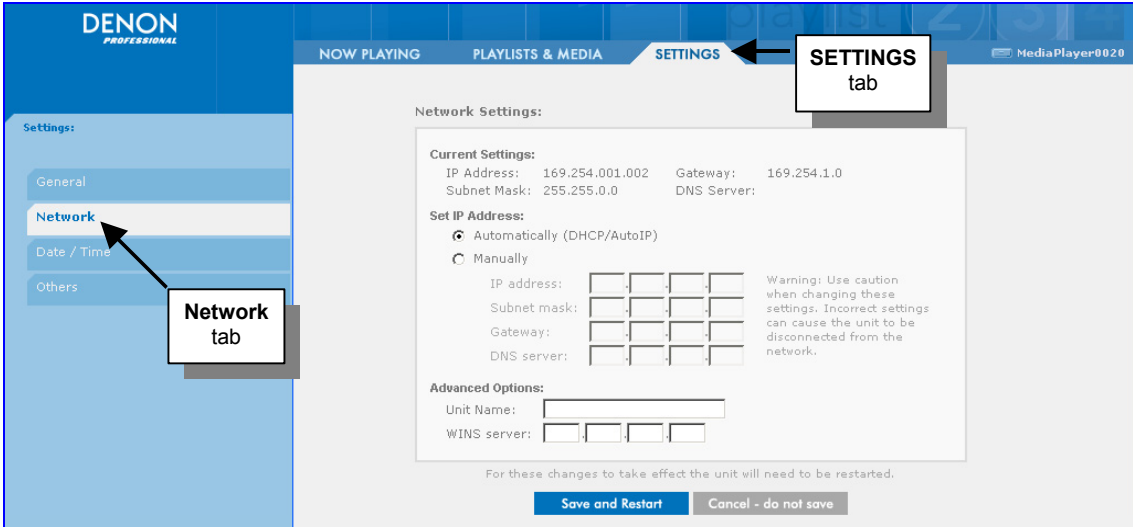 DENON
PROFESSIONAL
playlist 2 3 4
NOW PLAYING PLAYLISTS & MEDIA SETTINGS MediaPlayer0020
SETTINGS
tab
Settings:
General
Network
Date / Time
Others
Network
tab
Network Settings:
Current Settings:
IP Address: 169.254.001.002 Gateway: 169.254.1.0
Subnet Mask: 255.255.0.0 DNS Server:
Set IP Address:
Automatically (DHCP/AutoIP)
Manually
IP address: . . .
Subnet mask: . . .
Gateway: . . .
DNS server: . . .
Warning: Use caution
when changing these
settings. Incorrect settings
can cause the unit to be
disconnected from the
network.
Advanced Options:
Unit Name:
WINS server: . . .
For these changes to take effect the unit will need to be restarted.
Save and Restart Cancel - do not save